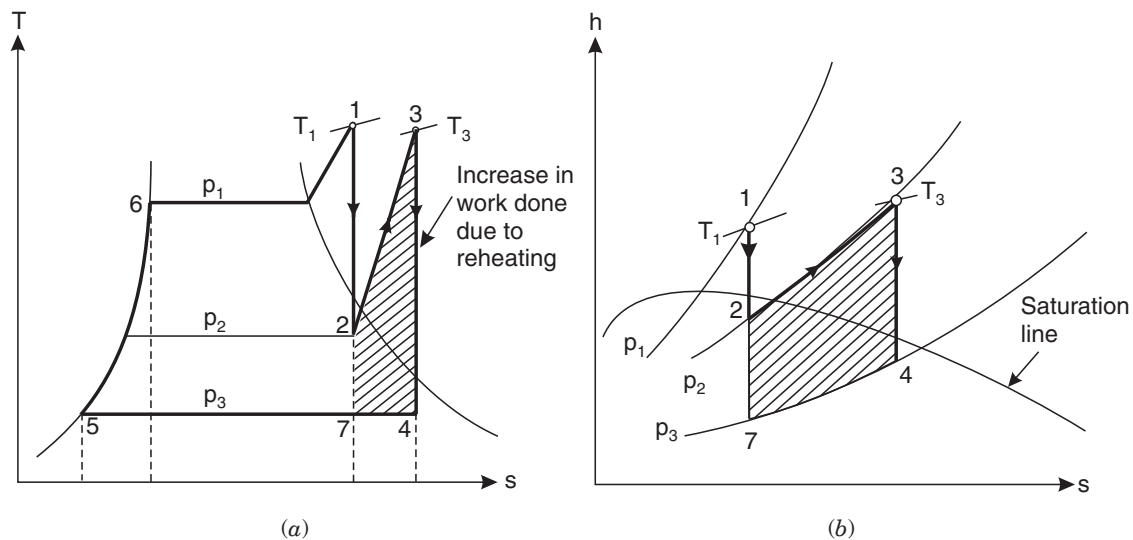 T
1
3
T1
T3
p1
6
Increase in
work done
due to
reheating
p2
2
p3
5
7
4
s
(a)
h
3
1
T3
T1
2
Saturation
line
p1
p2
4
p3
7
s
(b)